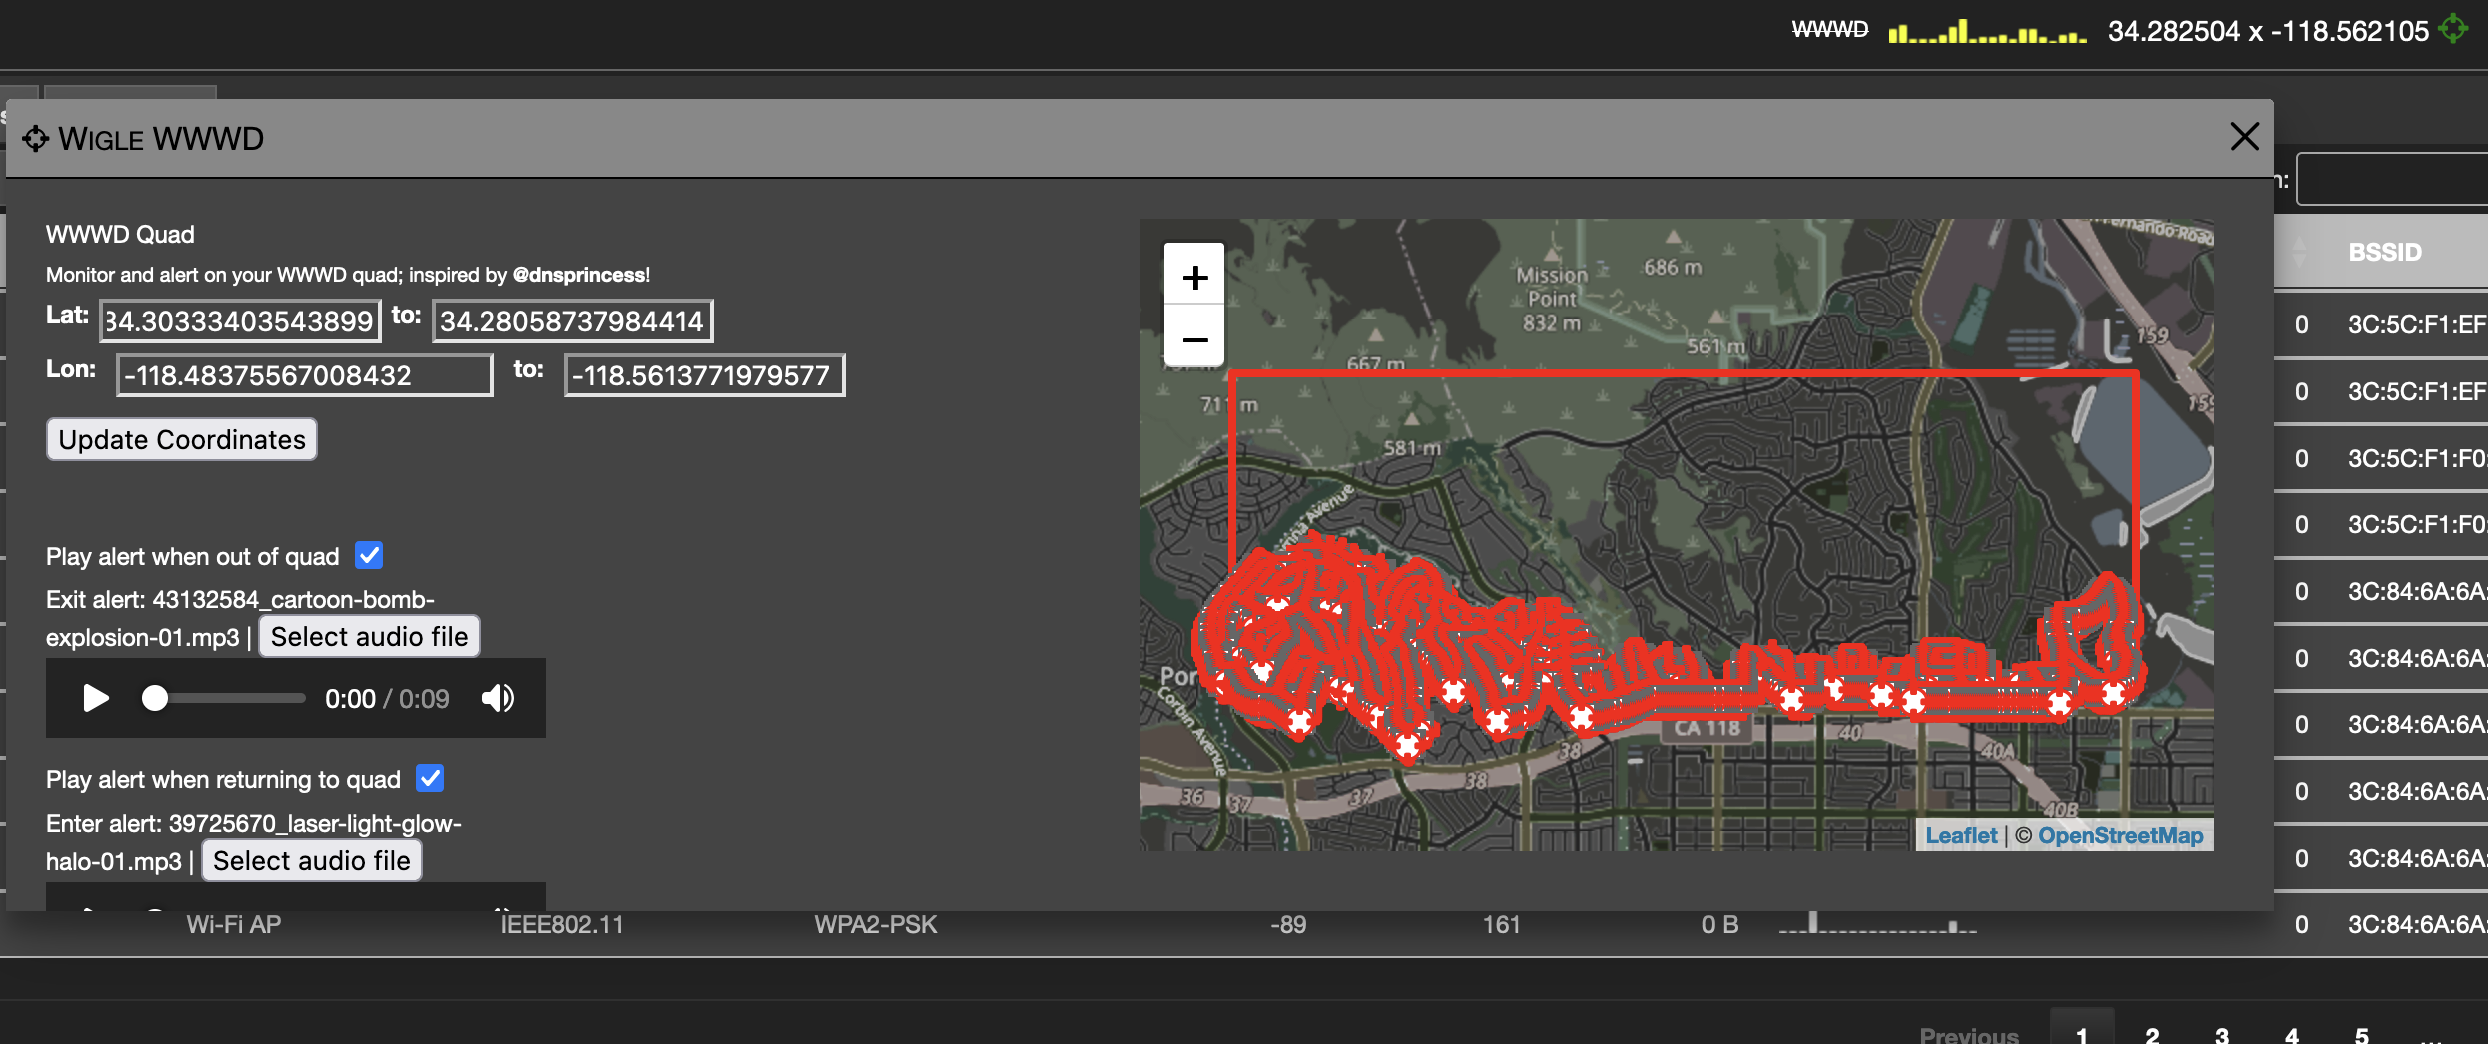 WWWD
34.282504 x -118.562105
WIGLE WWWD
n:
WWWD Quad
Monitor and alert on your WWWD quad; inspired by @dnsprincess!
Lat: 34.30333403543899 to: 34.28058737984414
Lon: -118.48375567008432 to: -118.5613771979577
Update Coordinates
Play alert when out of quad
Exit alert: 43132584_cartoon-bomb-
explosion-01.mp3 | Select audio file
0:00 / 0:09
Play alert when returning to quad
Enter alert: 39725670_laser-light-glow-
halo-01.mp3 | Select audio file
+
−
Mission
Point
832 m
686 m
561 m
667 m
711 m
581 m
159
159
Corbin Avenue
CA 118
36
37
37
38
38
40
40A
40B
Leaflet | © OpenStreetMap
BSSID
0 3C:5C:F1:EF
0 3C:5C:F1:EF
0 3C:5C:F1:F0:
0 3C:5C:F1:F0:
0 3C:84:6A:6A:
0 3C:84:6A:6A:
0 3C:84:6A:6A:
0 3C:84:6A:6A:
0 3C:84:6A:6A:
Wi-Fi AP IEEE802.11 WPA2-PSK -89 161 0 B 0 3C:84:6A:6A:
Previous 1 2 3 4 5 ...